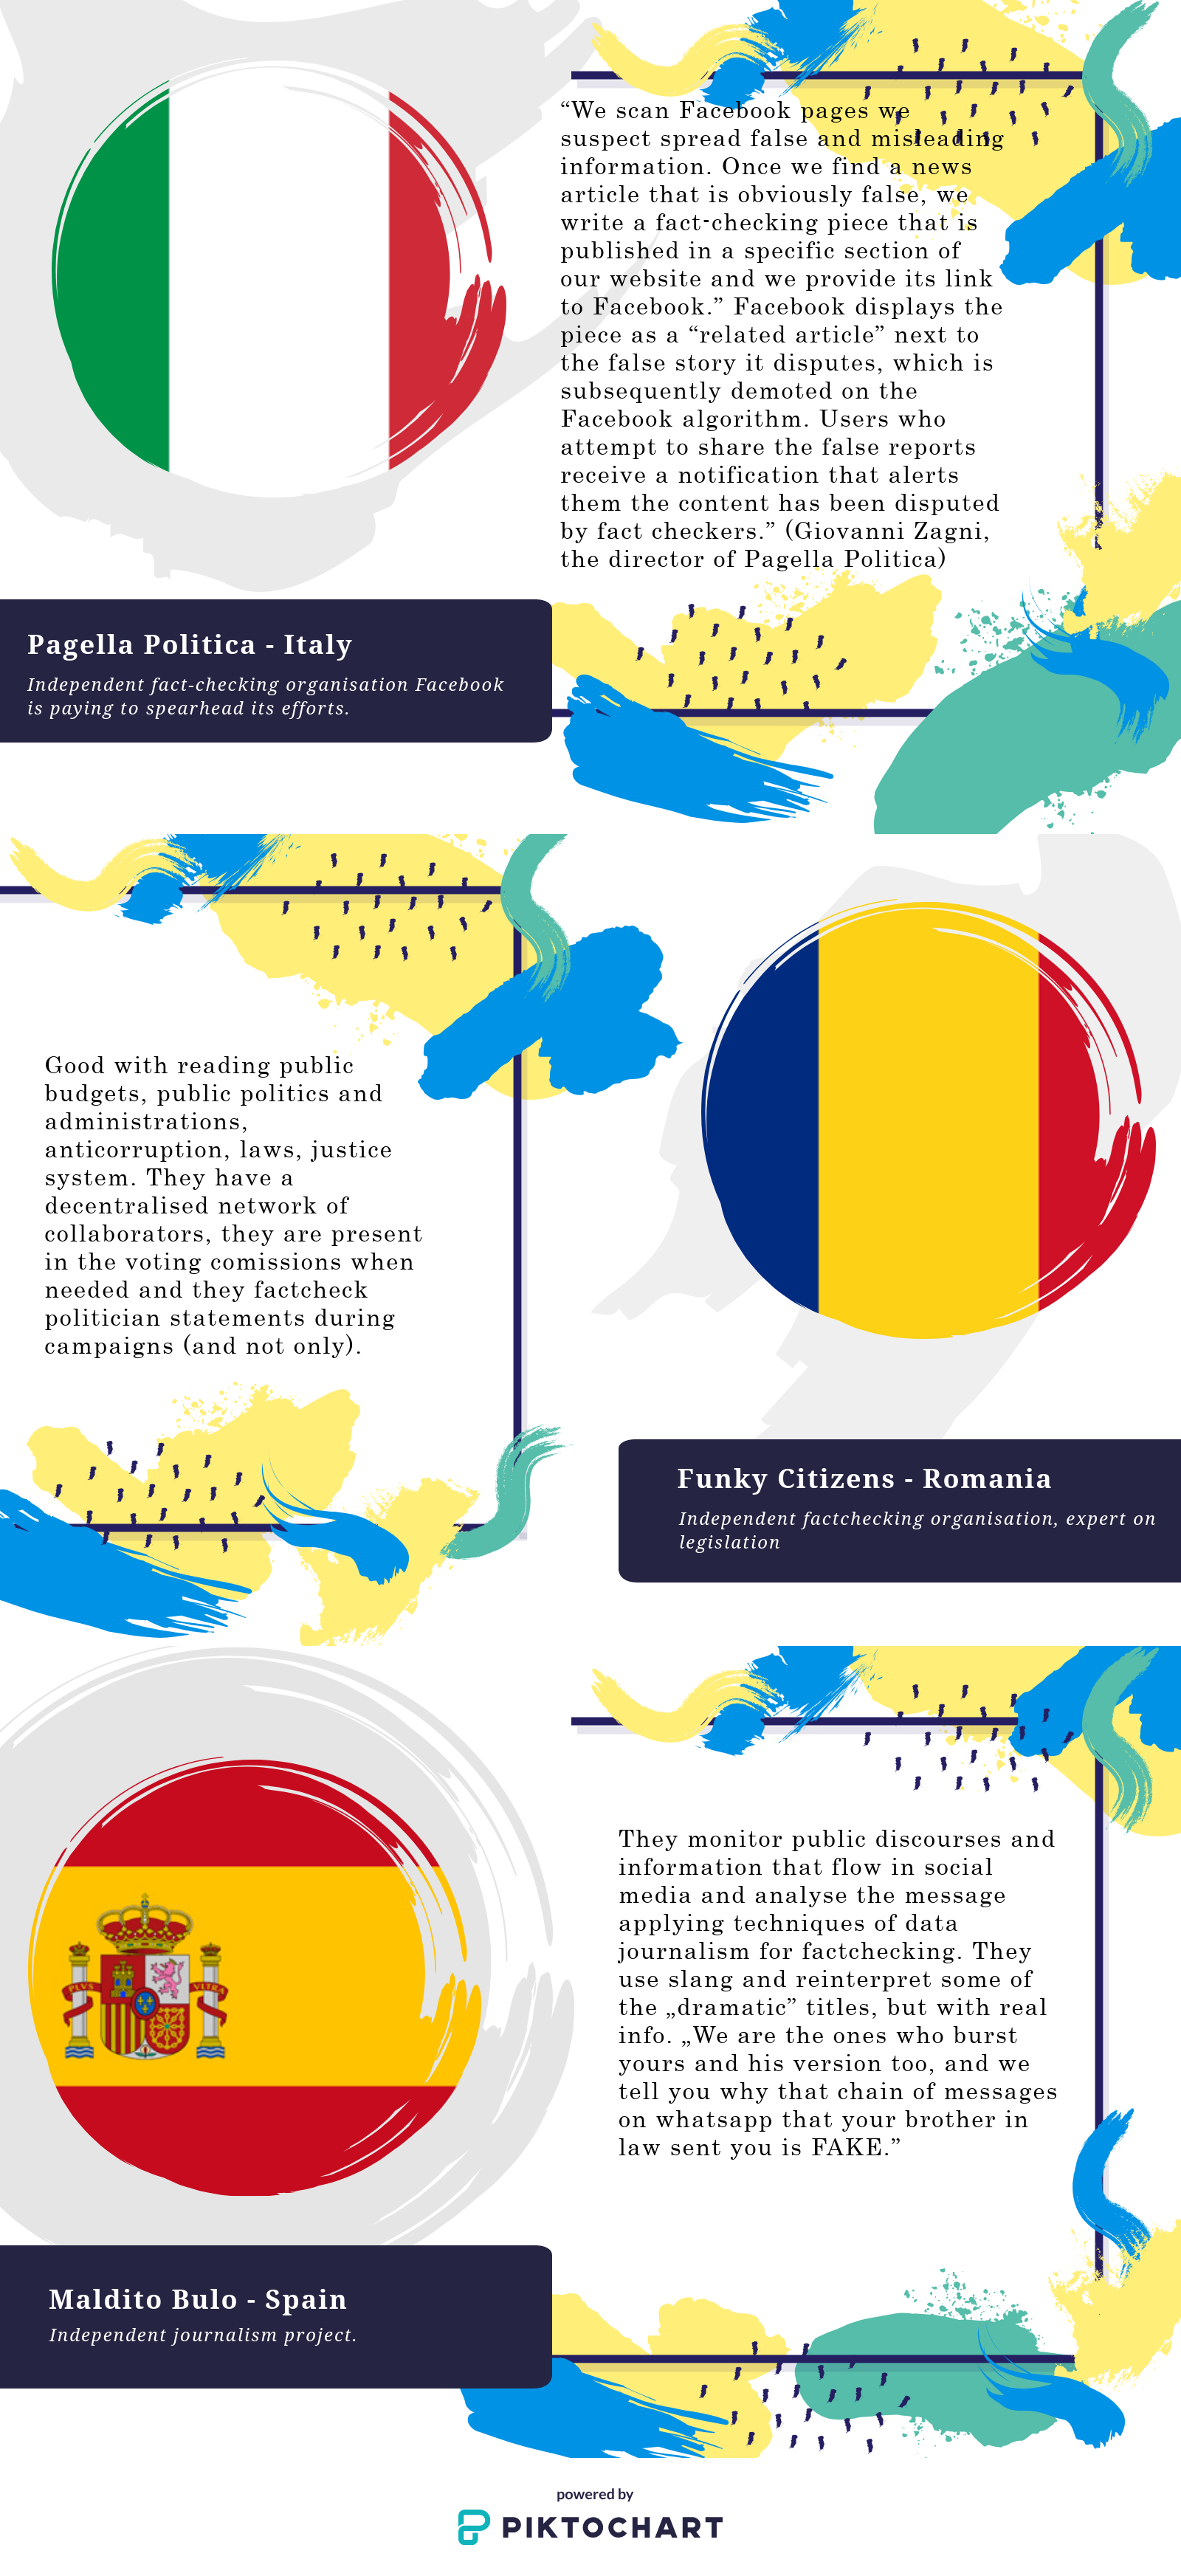 “We scan Facebook pages we
suspect spread false and misleading
information. Once we find a news
article that is obviously false, we
write a fact-checking piece that is
published in a specific section of
our website and we provide its link
to Facebook.” Facebook displays the
piece as a “related article” next to
the false story it disputes, which is
subsequently demoted on the
Facebook algorithm. Users who
attempt to share the false reports
receive a notification that alerts
them the content has been disputed
by fact checkers.” (Giovanni Zagni,
the director of Pagella Politica)
Pagella Politica - Italy
Independent fact-checking organisation Facebook
is paying to spearhead its efforts.
Good with reading public
budgets, public politics and
administrations,
anticorruption, laws, justice
system. They have a
decentralised network of
collaborators, they are present
in the voting comissions when
needed and they factcheck
politician statements during
campaigns (and not only).
Funky Citizens - Romania
Independent factchecking organisation, expert on
legislation
They monitor public discourses and
information that flow in social
media and analyse the message
applying techniques of data
journalism for factchecking. They
use slang and reinterpret some of
the „dramatic” titles, but with real
info. „We are the ones who burst
yours and his version too, and we
tell you why that chain of messages
on whatsapp that your brother in
law sent you is FAKE.”
PLVS VLTRA
Maldito Bulo - Spain
Independent journalism project.
powered by
PIKTOCHART